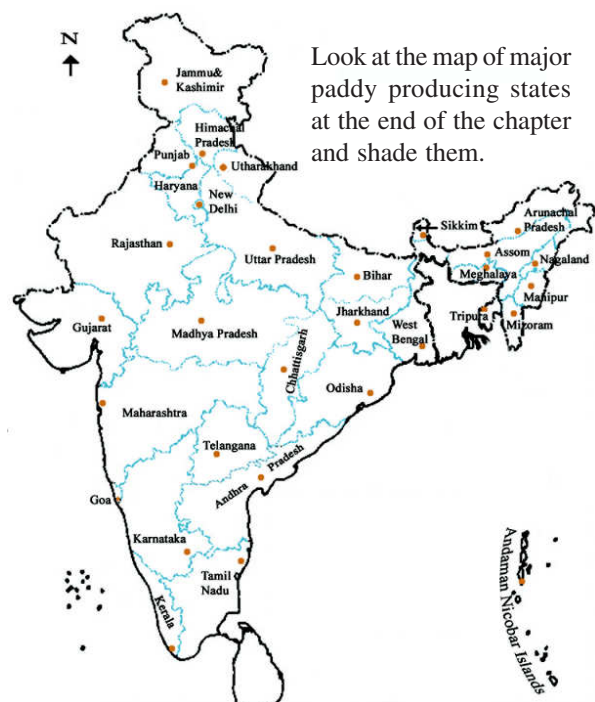 N
Look at the map of major
paddy producing states
at the end of the chapter
and shade them.
Jammu&
Kashimir
Himachal
Pradesh
Punjab
Utharakhand
Haryana
New
Delhi
Rajasthan
Uttar Pradesh
Sikkim
Arunachal
Pradesh
Assom
Nagaland
Meghalaya
Manipur
Bihar
Jharkhand
West
Bengal
Tripura
Mizoram
Gujarat
Madhya Pradesh
Chhattisgarh
Odisha
Maharashtra
Telangana
Andhra Pradesh
Goa
Karnataka
Tamil
Nadu
Kerala
Andaman Nicobar Islands